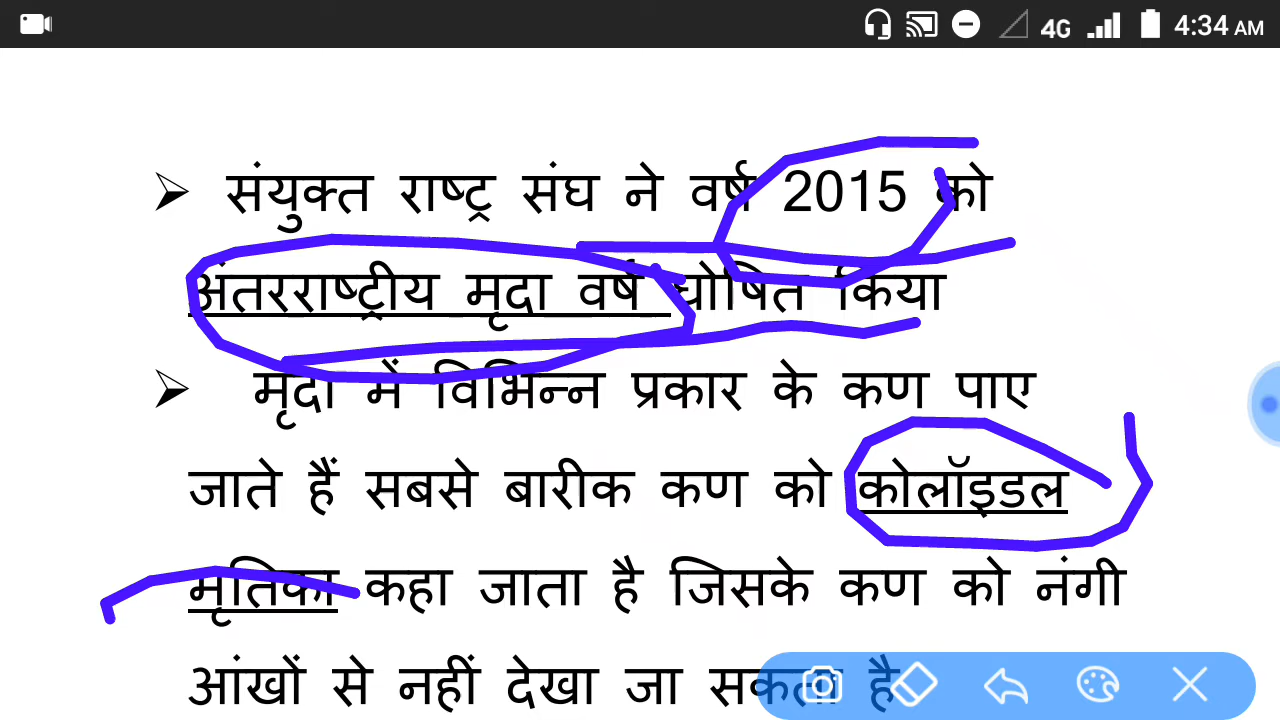 4G 4:34 AM
➢ संयुक्त राष्ट्र संघ ने वर्ष 2015 को
अंतरराष्ट्रीय मृदा वर्ष घोषित किया
➢ मृदा में विभिन्न प्रकार के कण पाए
जाते हैं सबसे बारीक कण को कोलॉइडल
मृतिका कहा जाता है जिसके कण को नंगी
आंखों से नहीं देखा जा सकता है